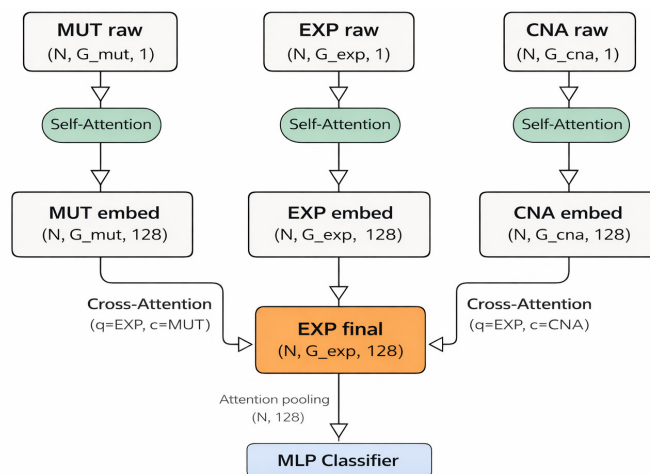 MUT raw
(N, G_mut, 1)
EXP raw
(N, G_exp, 1)
CNA raw
(N, G_cna, 1)
Self-Attention
Self-Attention
Self-Attention
MUT embed
(N, G_mut, 128)
EXP embed
(N, G_exp, 128)
CNA embed
(N, G_cna, 128)
Cross-Attention
(q=EXP, c=MUT)
EXP final
(N, G_exp, 128)
Cross-Attention
(q=EXP, c=CNA)
Attention pooling
(N, 128)
MLP Classifier